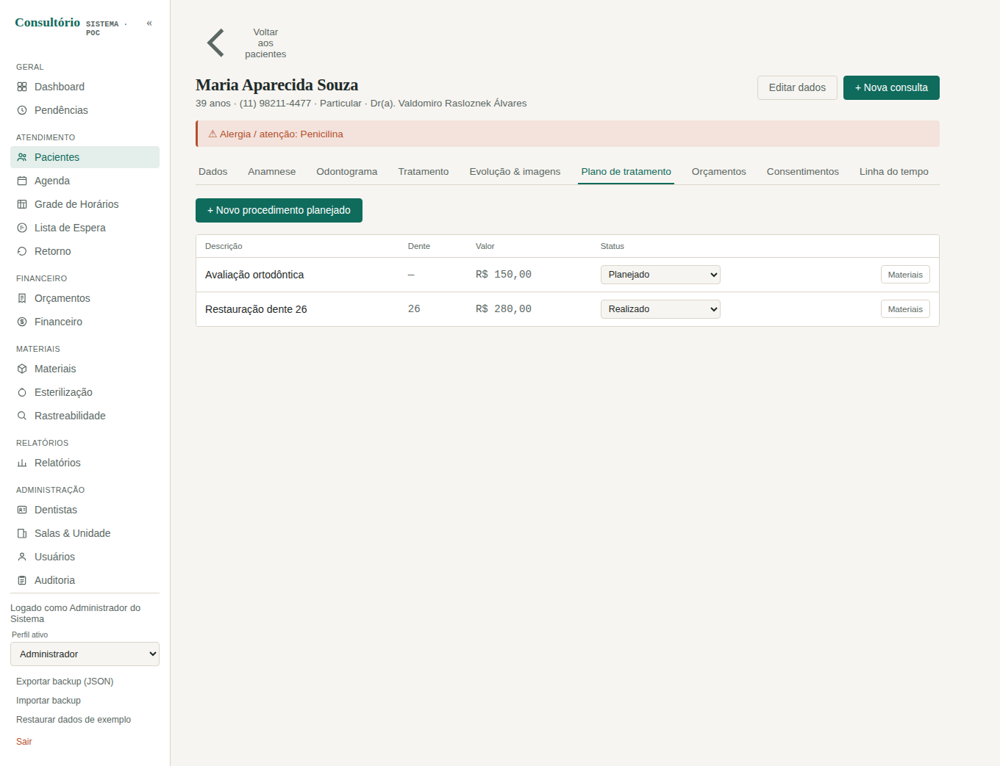 Consultório SISTEMA ·
POC
«
GERAL
Dashboard
Pendências
ATENDIMENTO
Pacientes
Agenda
Grade de Horários
Lista de Espera
Retorno
FINANCEIRO
Orçamentos
Financeiro
MATERIAIS
Materiais
Esterilização
Rastreabilidade
RELATÓRIOS
Relatórios
ADMINISTRAÇÃO
Dentistas
Salas & Unidade
Usuários
Auditoria
Logado como Administrador do
Sistema
Perfil ativo
Administrador
Exportar backup (JSON)
Importar backup
Restaurar dados de exemplo
Sair
Voltar
aos
pacientes
Maria Aparecida Souza
39 anos · (11) 98211-4477 · Particular · Dr(a). Valdomiro Rasloznek Álvares
Editar dados
+ Nova consulta
⚠ Alergia / atenção: Penicilina
Dados Anamnese Odontograma Tratamento Evolução & imagens Plano de tratamento Orçamentos Consentimentos Linha do tempo
+ Novo procedimento planejado
Descrição Dente Valor Status
Avaliação ortodôntica — R$ 150,00 Planejado Materiais
Restauração dente 26 26 R$ 280,00 Realizado Materiais